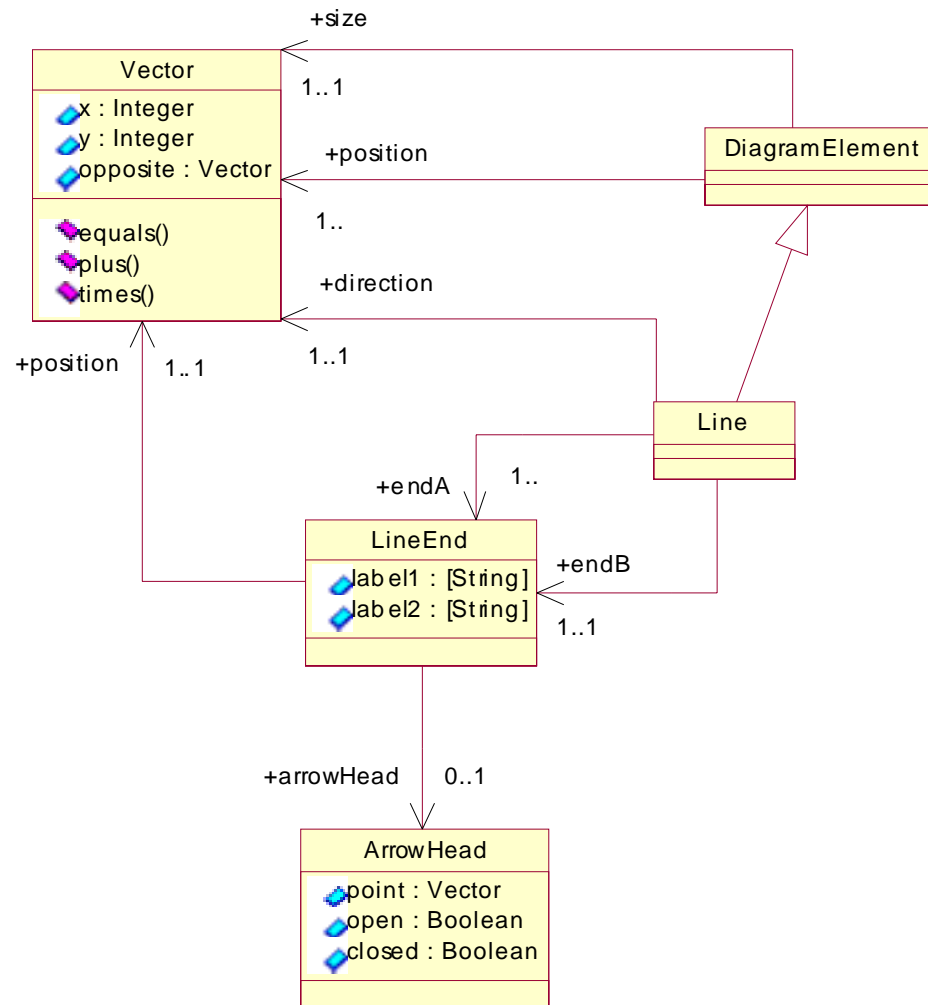 +size
Vector
1..1
x : Integer
y : Integer
opposite : Vector
+position
DiagramElement
1..
equals()
plus()
times()
+direction
+position
1..1
1..1
Line
+endA
1..
LineEnd
label1 : [String]
label2 : [String]
+endB
1..1
+arrowHead
0..1
ArrowHead
point : Vector
open : Boolean
closed : Boolean